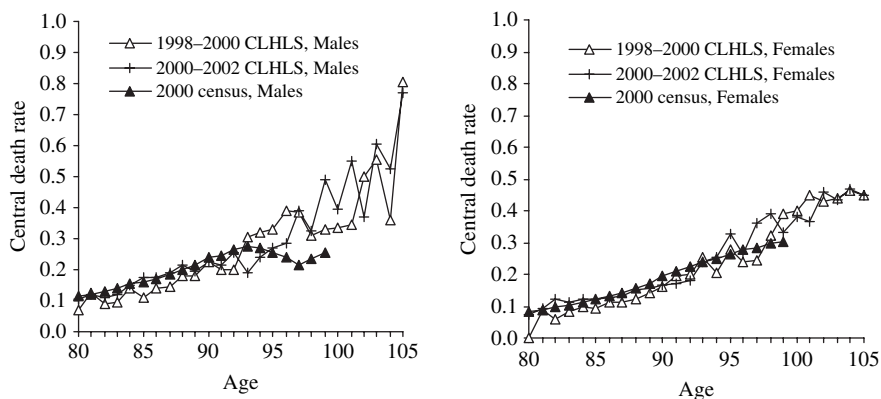 1.0
0.9
0.8
0.7
0.6
0.5
0.4
0.3
0.2
0.1
0.0
Central death rate
1998–2000 CLHLS, Males
2000–2002 CLHLS, Males
2000 census, Males
80 85 90 95 100 105
Age
1.0
0.9
0.8
0.7
0.6
0.5
0.4
0.3
0.2
0.1
0.0
Central death rate
1998–2000 CLHLS, Females
2000–2002 CLHLS, Females
2000 census, Females
80 85 90 95 100 105
Age